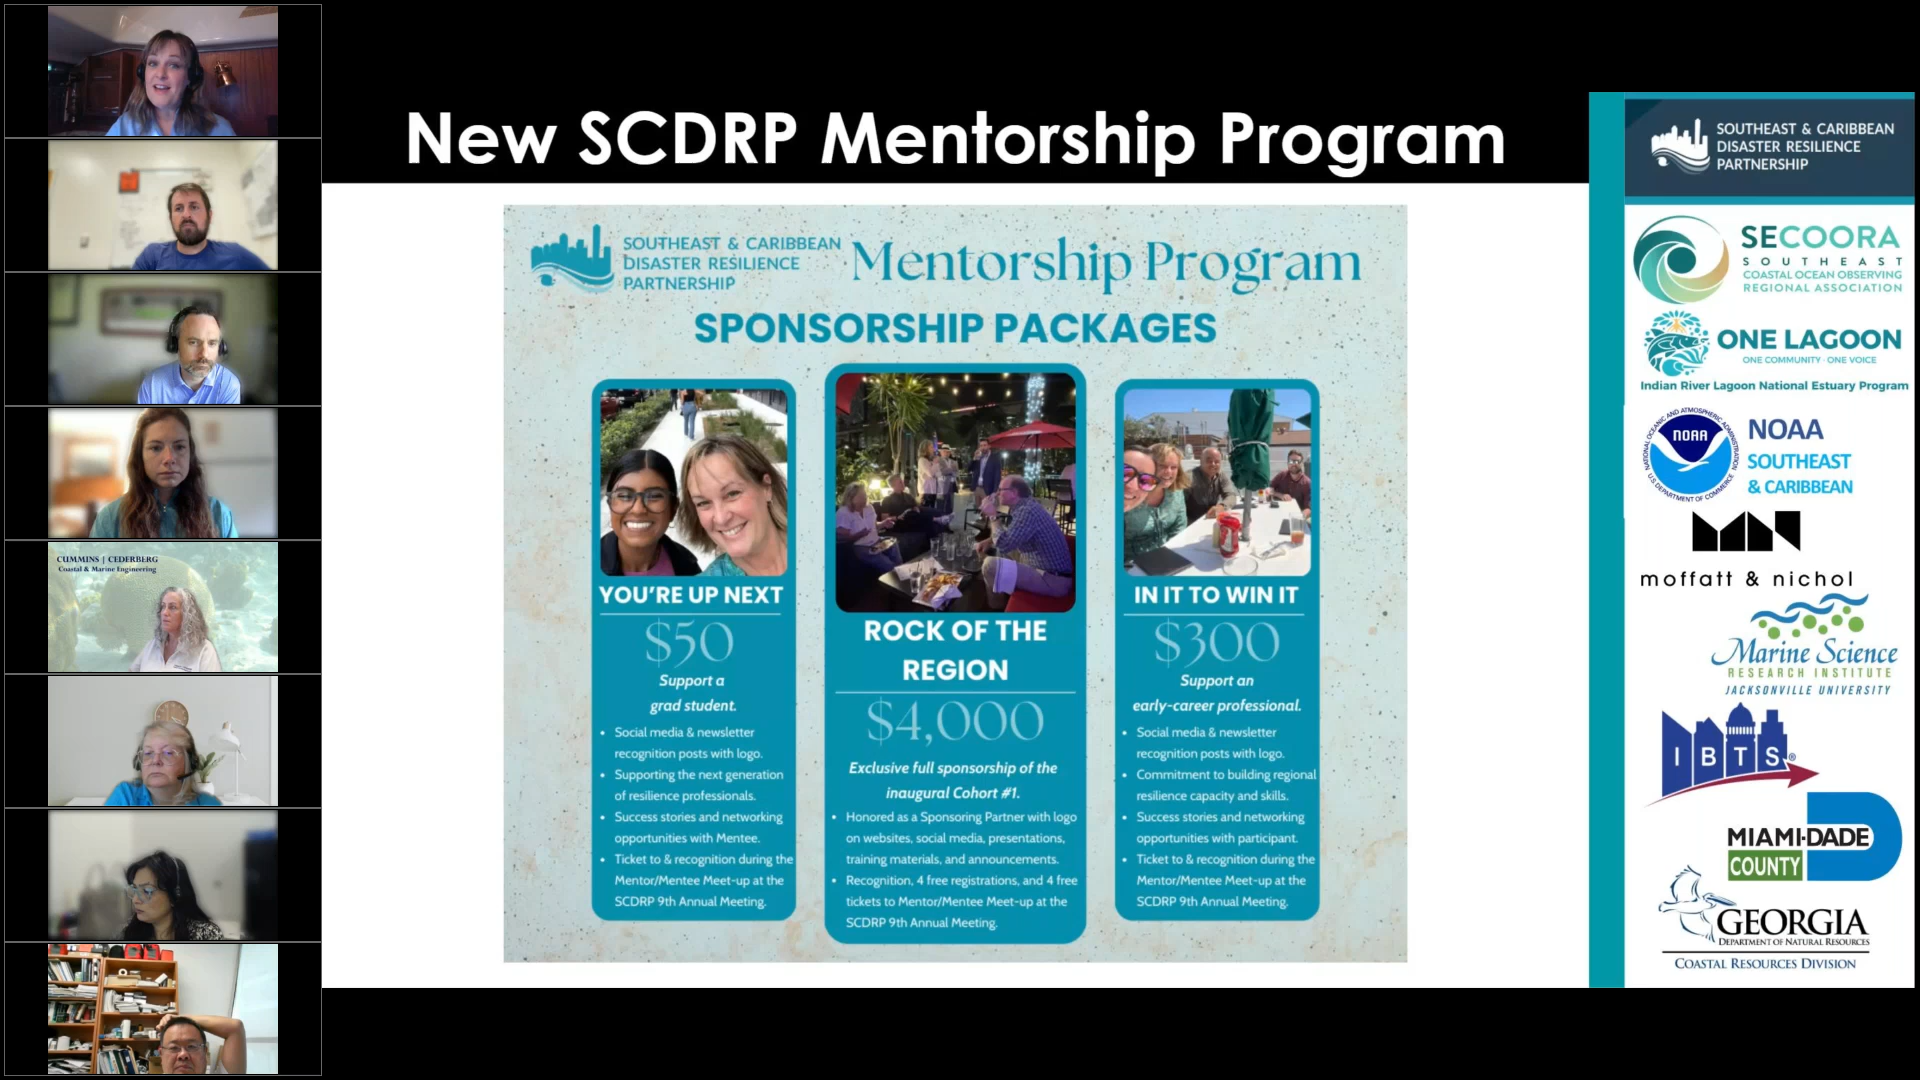 New SCDRP Mentorship Program
CUMMINS | CEDERBERG
Coastal & Marine Engineering
SOUTHEAST & CARIBBEAN
DISASTER RESILIENCE
PARTNERSHIP
Mentorship Program
SPONSORSHIP PACKAGES
YOU'RE UP NEXT
$50
Support a
grad student.
• Social media & newsletter
recognition posts with logo.
• Supporting the next generation
of resilience professionals.
• Success stories and networking
opportunities with Mentee.
• Ticket to & recognition during the
Mentor/Mentee Meet-up at the
SCDRP 9th Annual Meeting.
ROCK OF THE
REGION
$4,000
Exclusive full sponsorship of the
inaugural Cohort #1.
• Honored as a Sponsoring Partner with logo
on websites, social media, presentations,
training materials, and announcements.
• Recognition, 4 free registrations, and 4 free
tickets to Mentor/Mentee Meet-up at the
SCDRP 9th Annual Meeting.
IN IT TO WIN IT
$300
Support an
early-career professional.
• Social media & newsletter
recognition posts with logo.
• Commitment to building regional
resilience capacity and skills.
• Success stories and networking
opportunities with participant.
• Ticket to & recognition during the
Mentor/Mentee Meet-up at the
SCDRP 9th Annual Meeting.
SOUTHEAST & CARIBBEAN
DISASTER RESILIENCE
PARTNERSHIP
SECOORA
SOUTHEAST
COASTAL OCEAN OBSERVING
REGIONAL ASSOCIATION
ONE LAGOON
ONE COMMUNITY · ONE VOICE
Indian River Lagoon National Estuary Program
NATIONAL OCEANIC AND ATMOSPHERIC ADMINISTRATION
NOAA
U.S. DEPARTMENT OF COMMERCE
NOAA
SOUTHEAST
& CARIBBEAN
moffatt & nichol
Marine Science
RESEARCH INSTITUTE
JACKSONVILLE UNIVERSITY
IBTS®
MIAMI-DADE
COUNTY
GEORGIA
DEPARTMENT OF NATURAL RESOURCES
COASTAL RESOURCES DIVISION